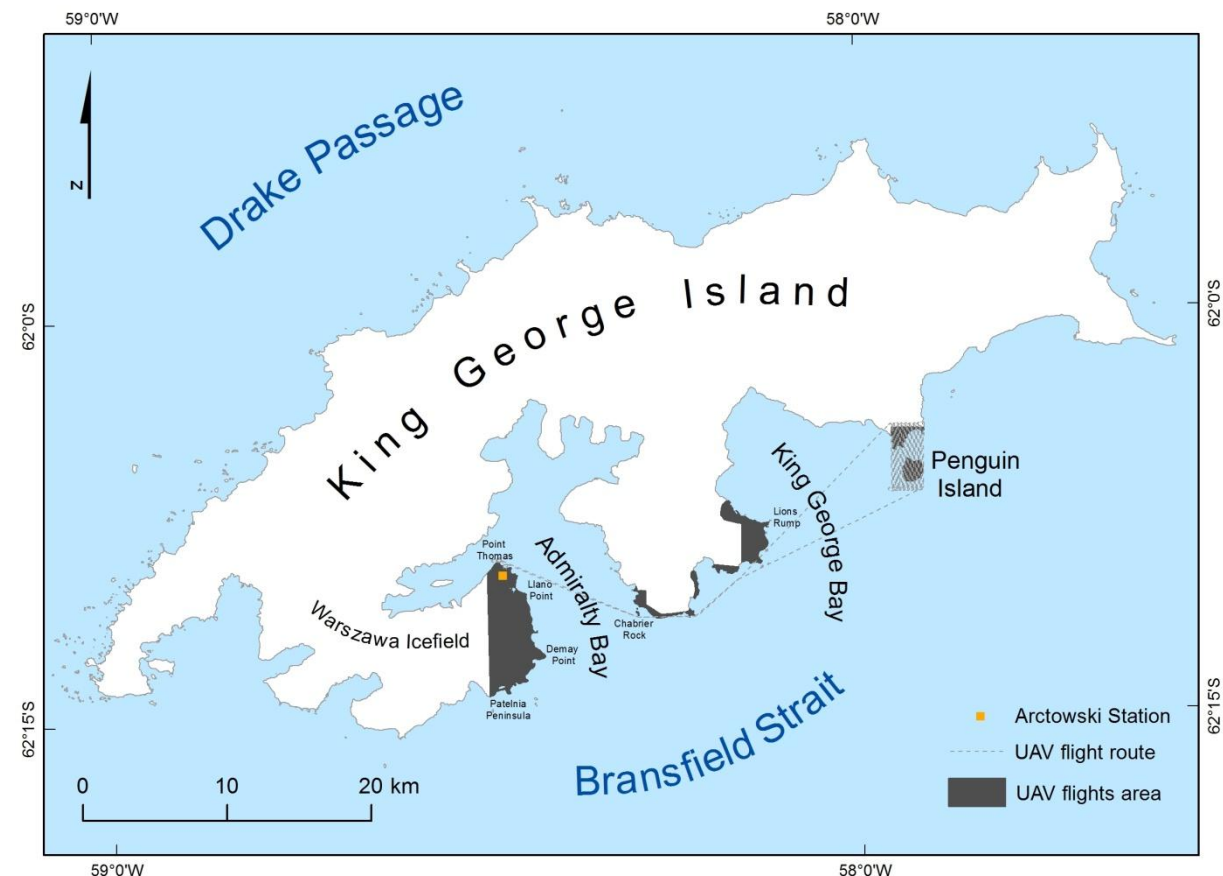 59°0'W
58°0'W
Drake Passage
N
King George Island
62°0'S
62°0'S
Penguin
Island
King George Bay
Lions
Rump
Admiralty Bay
Point
Thomas
Llano
Point
Chabrier
Rock
Warszawa Icefield
Demay
Point
Patelnia
Peninsula
62°15'S
62°15'S
Bransfield Strait
Arctowski Station
UAV flight route
UAV flights area
0 10 20 km
59°0'W
58°0'W